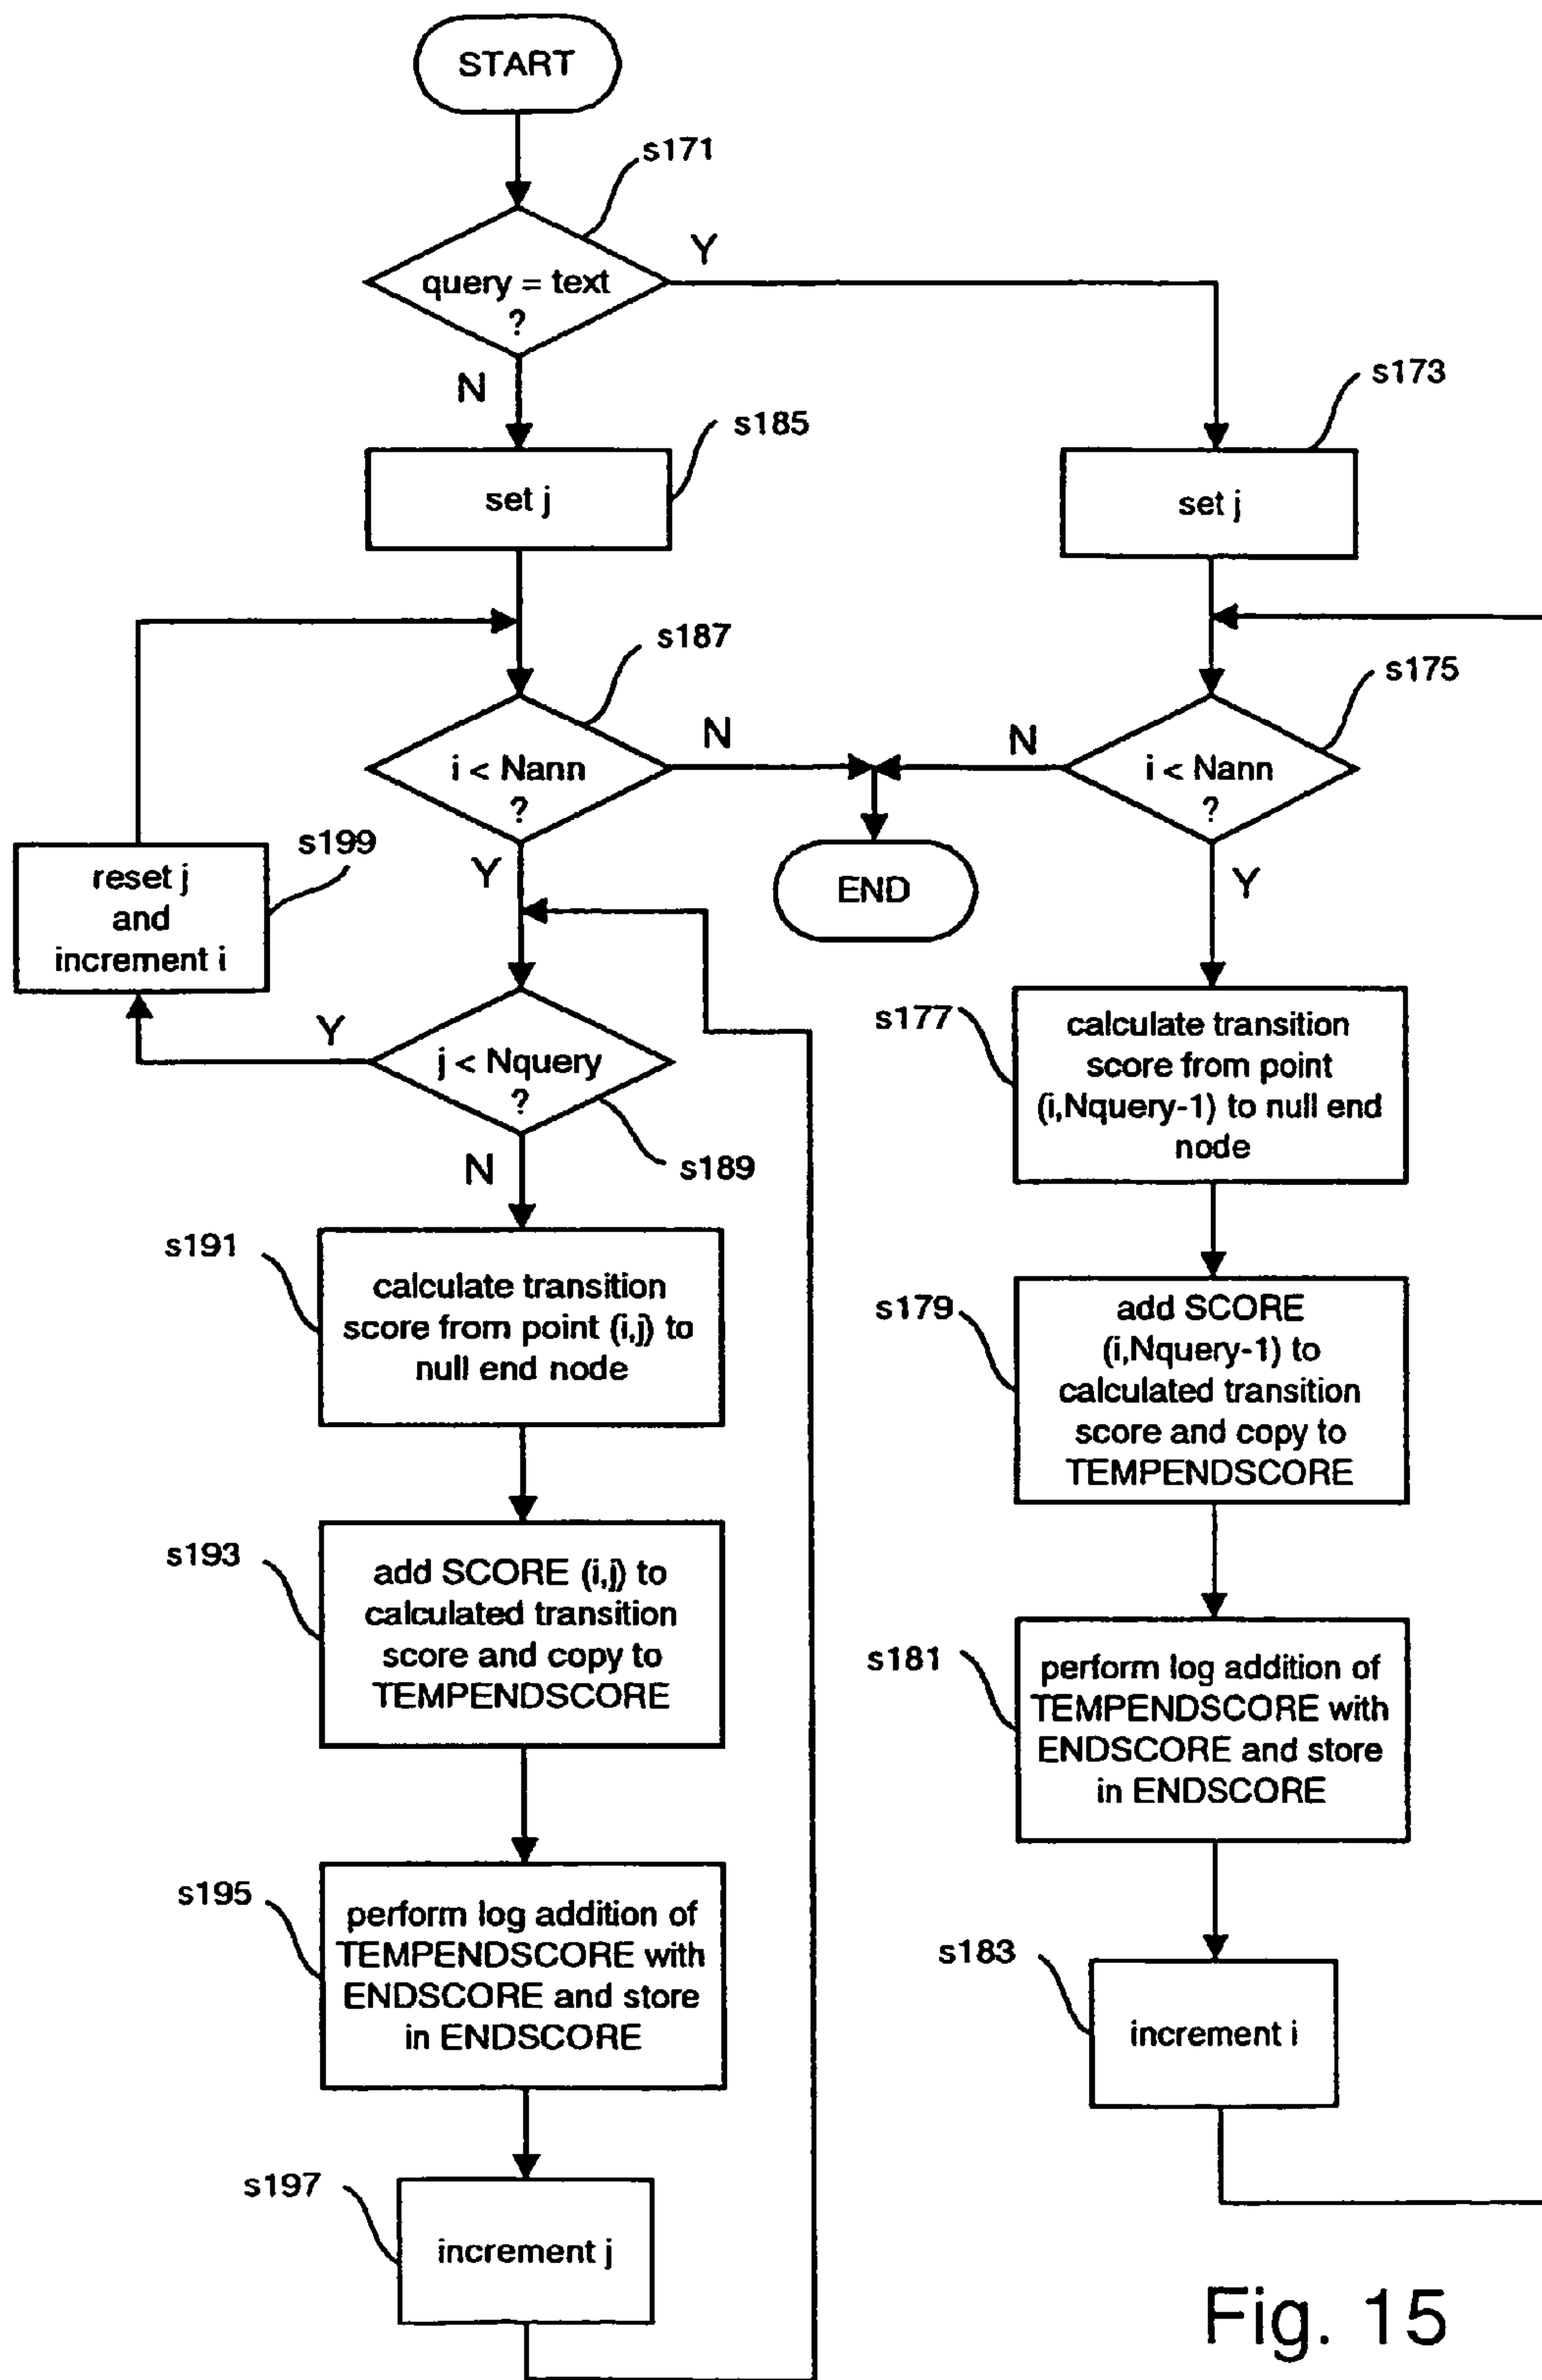 START
s171
query = text
?
Y
N
s173
s185
set j
set j
s187
s175
i < Nann
?
N
N
i < Nann
?
s199
reset j
and
increment i
Y
END
Y
Y
j < Nquery
?
s189
N
s177
calculate transition
score from point
(i,Nquery-1) to null end
node
s191
calculate transition
score from point (i,j) to
null end node
s179
add SCORE
(i,Nquery-1) to
calculated transition
score and copy to
TEMPENDSCORE
s193
add SCORE (i,j) to
calculated transition
score and copy to
TEMPENDSCORE
s181
perform log addition of
TEMPENDSCORE with
ENDSCORE and store
in ENDSCORE
s195
perform log addition of
TEMPENDSCORE with
ENDSCORE and store
in ENDSCORE
s183
increment i
s197
increment j
Fig. 15